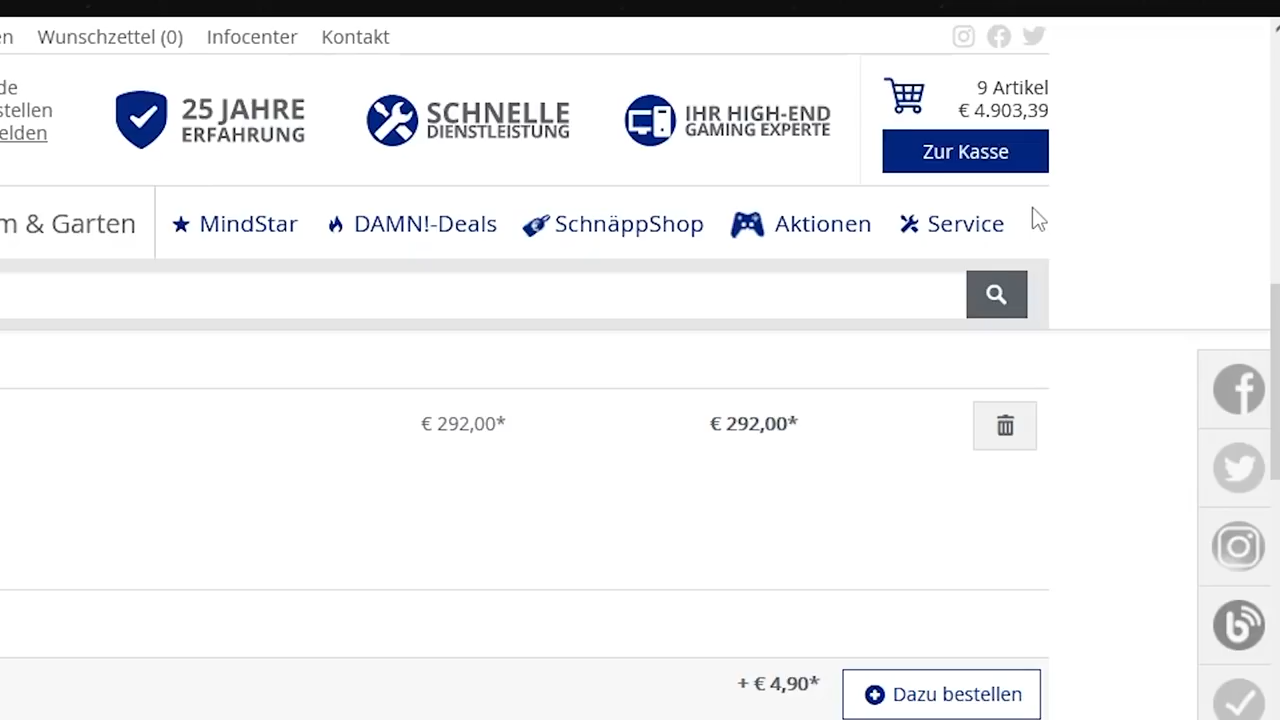 en Wunschzettel (0) Infocenter Kontakt
de
stellen
elden
25 JAHRE
ERFAHRUNG
SCHNELLE
DIENSTLEISTUNG
IHR HIGH-END
GAMING EXPERTE
9 Artikel
€ 4.903,39
Zur Kasse
m & Garten MindStar DAMN!-Deals SchnäppShop Aktionen Service
€ 292,00* € 292,00*
+ € 4,90* Dazu bestellen